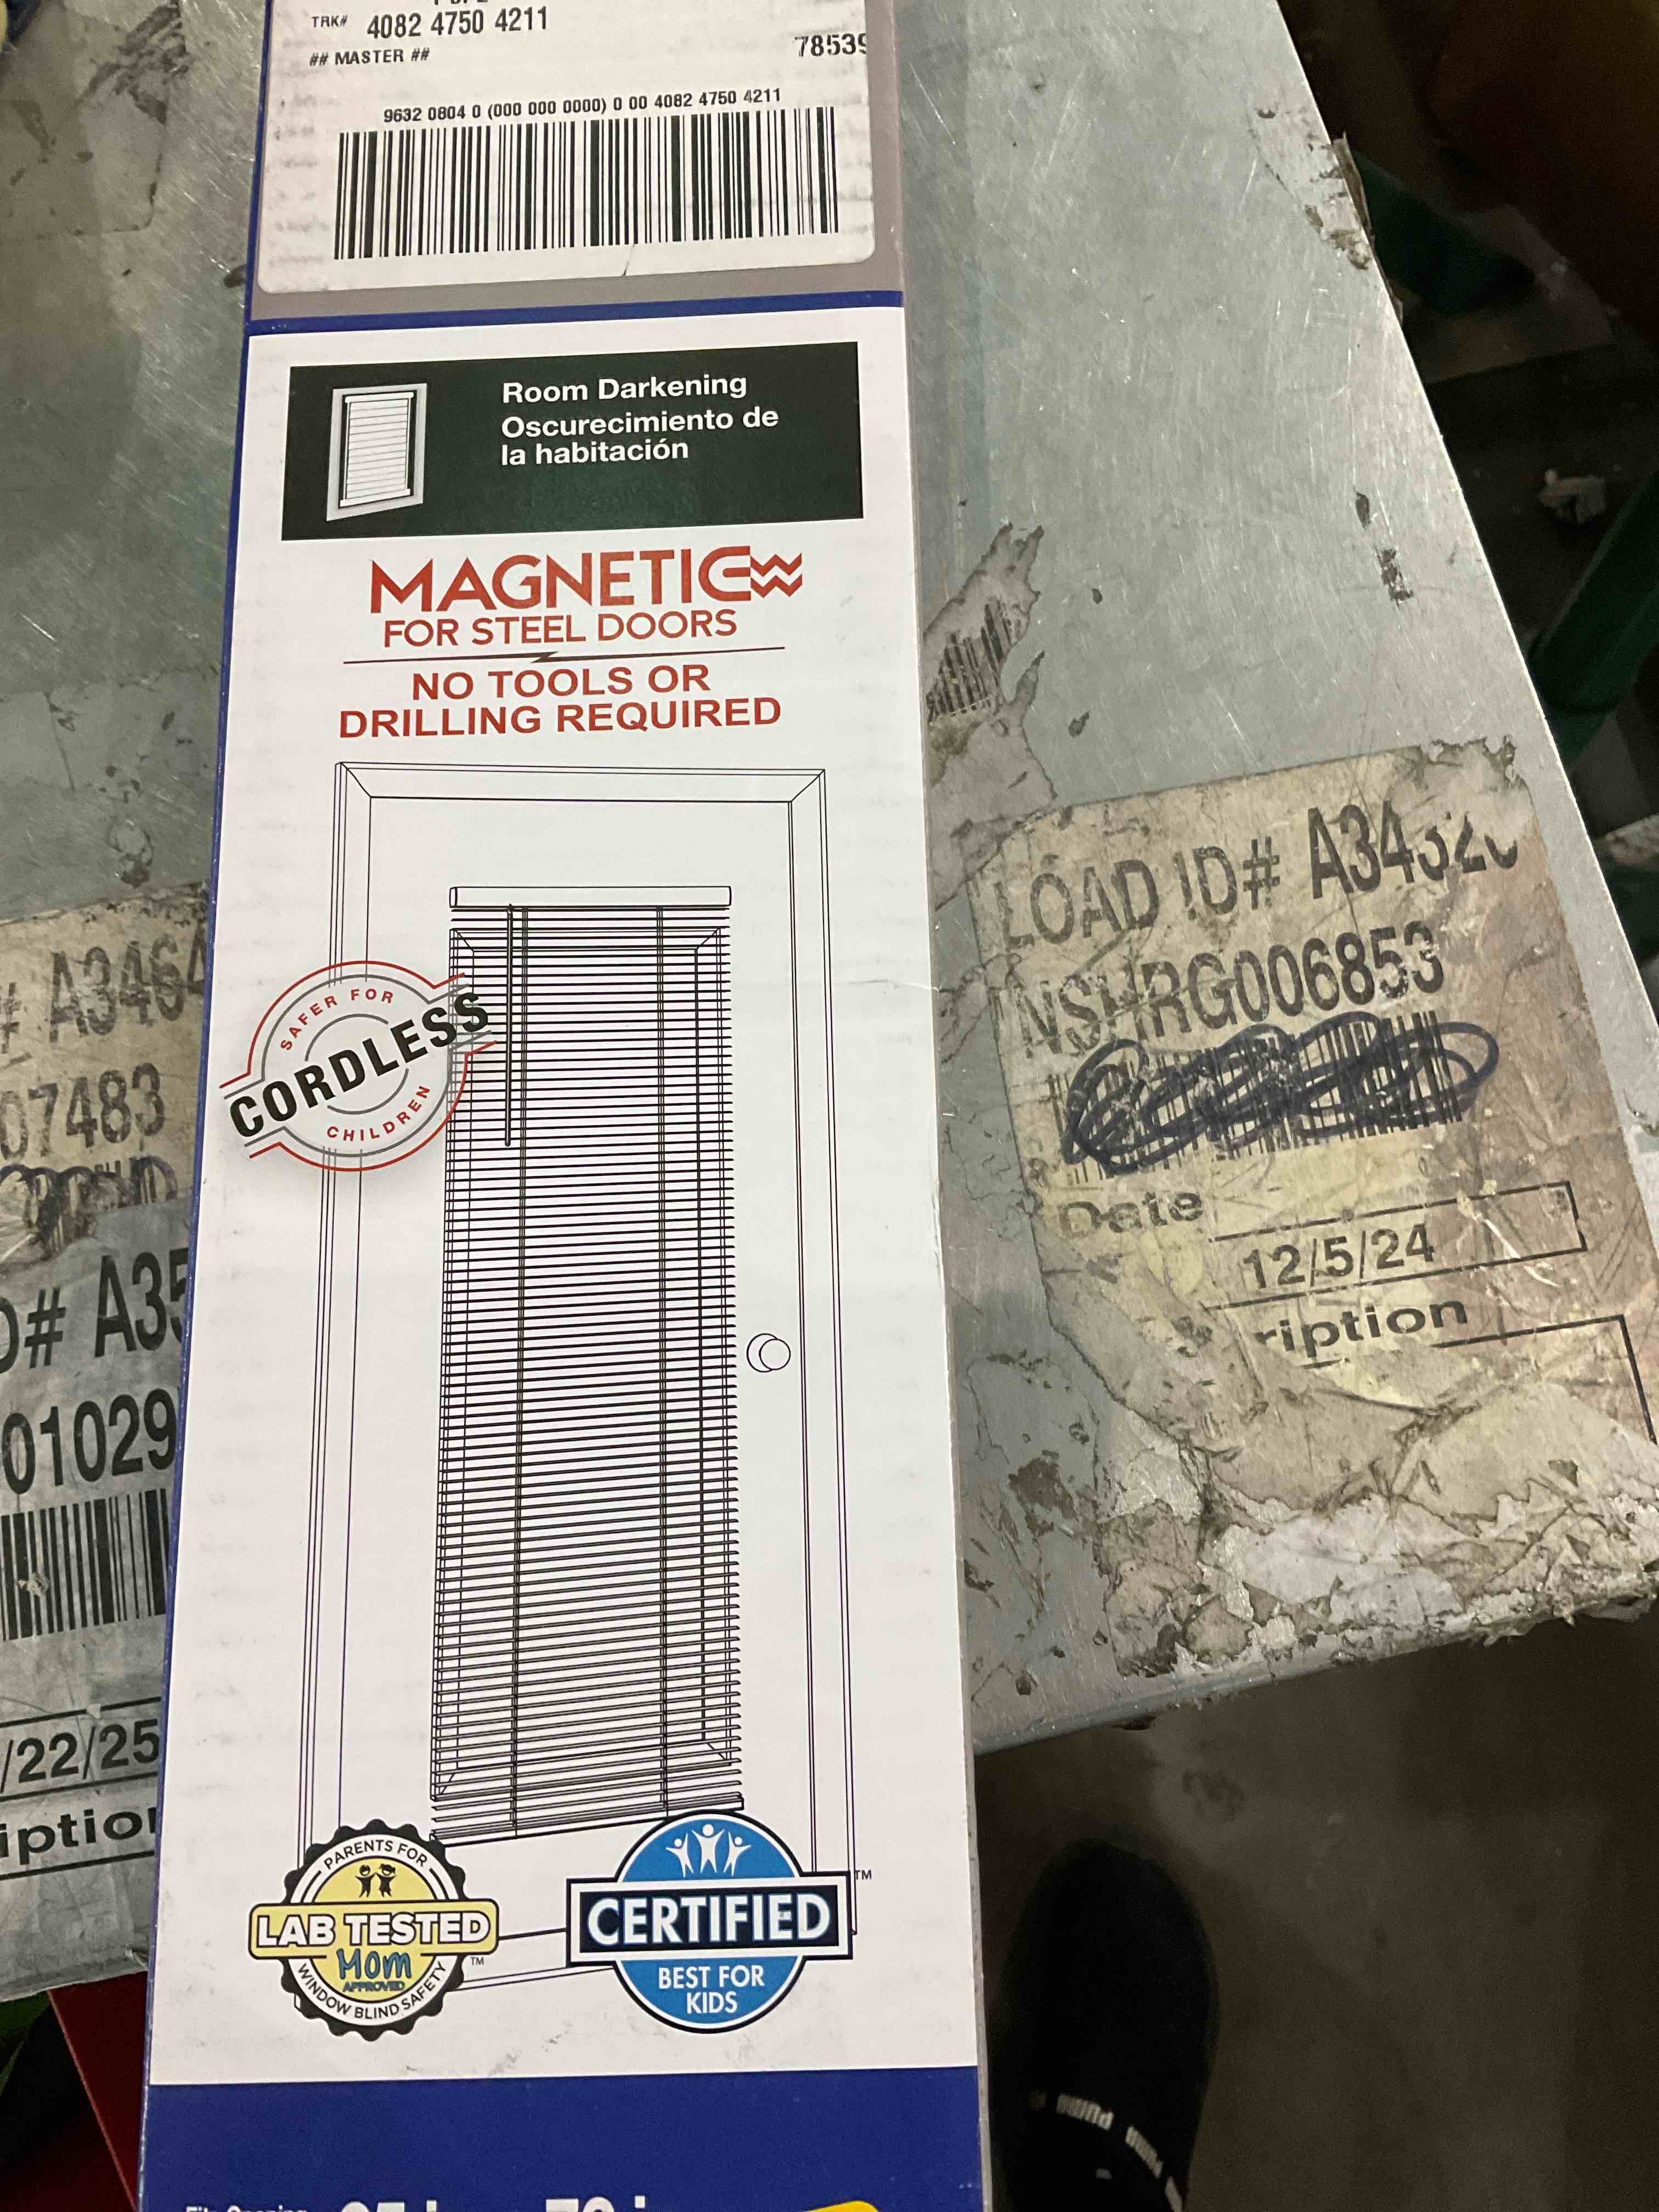 TRK# 4082 4750 4211
## MASTER ##
9632 0804 0 (000 000 0000) 0 00 4082 4750 4211
Room Darkening
Oscurecimiento de
la habitación
MAGNETIC
FOR STEEL DOORS
NO TOOLS OR
DRILLING REQUIRED
SAFER FOR
CORDLESS
CHILDREN
PARENTS FOR
LAB TESTED
Mom
APPROVED
™
WINDOW BLIND SAFETY
CERTIFIED
™
BEST FOR
KIDS
LOAD ID#
NSHRG006853
Date
12/5/24
ription
07483
01029
/22/25
PUMA